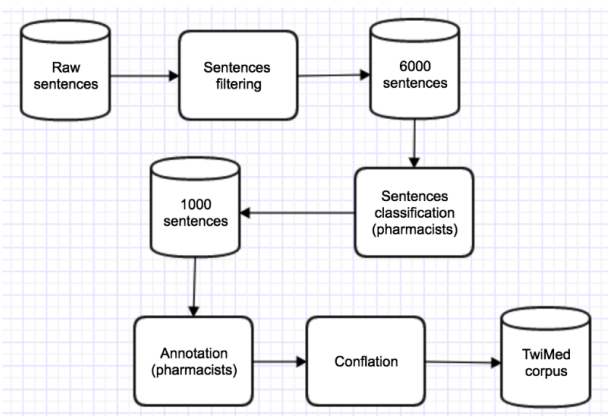 Raw
sentences
Sentences
filtering
6000
sentences
Sentences
classification
(pharmacists)
1000
sentences
Annotation
(pharmacists)
Conflation
TwiMed
corpus